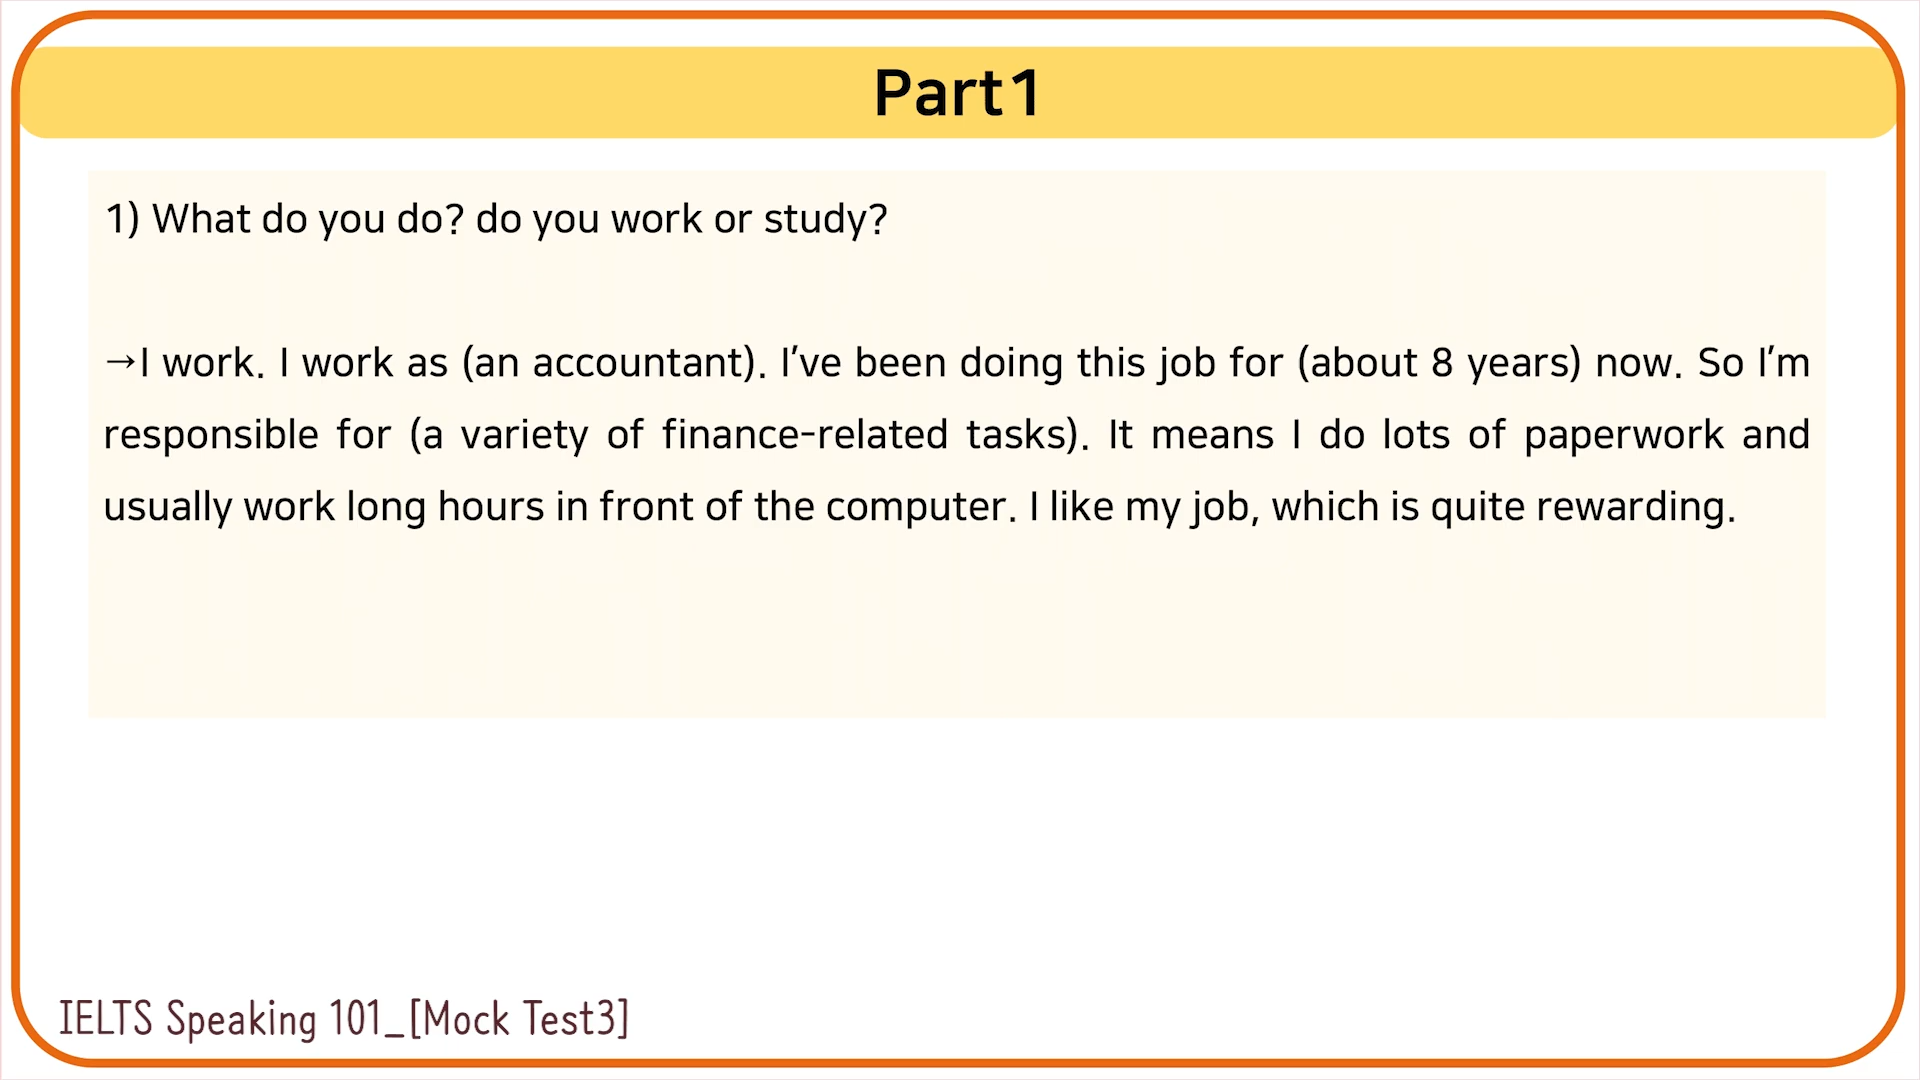 Part1
1) What do you do? do you work or study?
→I work. I work as (an accountant). I've been doing this job for (about 8 years) now. So I'm
responsible for (a variety of finance-related tasks). It means I do lots of paperwork and
usually work long hours in front of the computer. I like my job, which is quite rewarding.
IELTS Speaking 101_[Mock Test3]